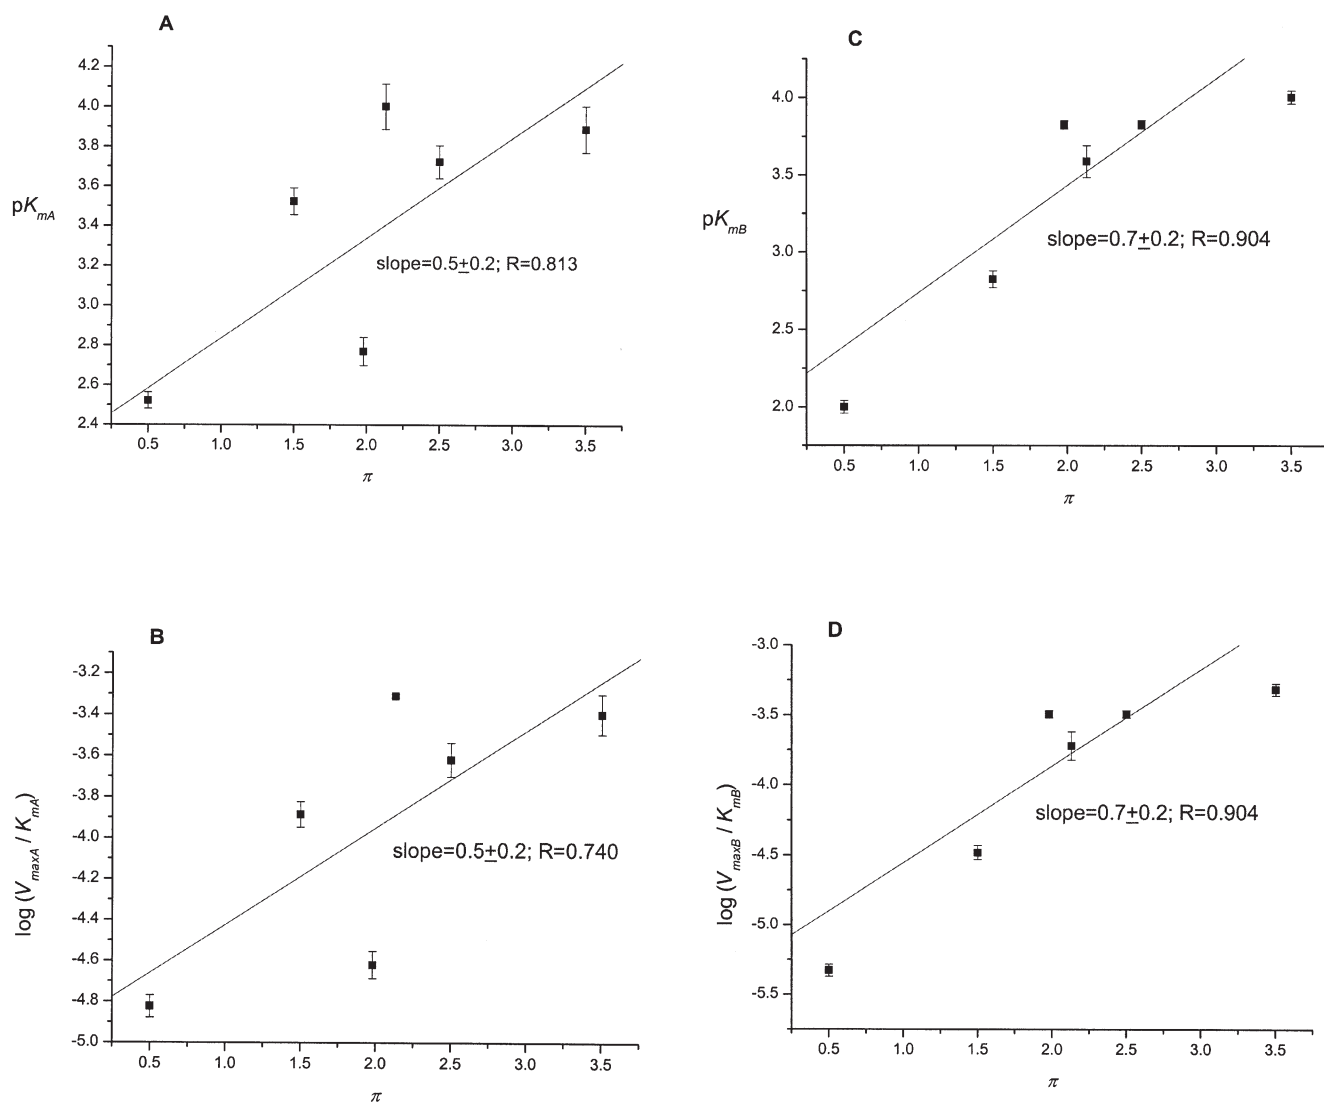 A
4.2
4.0
3.8
3.6
3.4
3.2
3.0
2.8
2.6
2.4
pKmA
slope=0.5±0.2; R=0.813
0.5 1.0 1.5 2.0 2.5 3.0 3.5
π
C
4.0
3.5
3.0
2.5
2.0
pKmB
slope=0.7±0.2; R=0.904
0.5 1.0 1.5 2.0 2.5 3.0 3.5
π
B
-3.2
-3.4
-3.6
-3.8
-4.0
-4.2
-4.4
-4.6
-4.8
-5.0
log (VmaxA / KmA)
slope=0.5±0.2; R=0.740
0.5 1.0 1.5 2.0 2.5 3.0 3.5
π
D
-3.0
-3.5
-4.0
-4.5
-5.0
-5.5
log (VmaxB / KmB)
slope=0.7±0.2; R=0.904
0.5 1.0 1.5 2.0 2.5 3.0 3.5
π